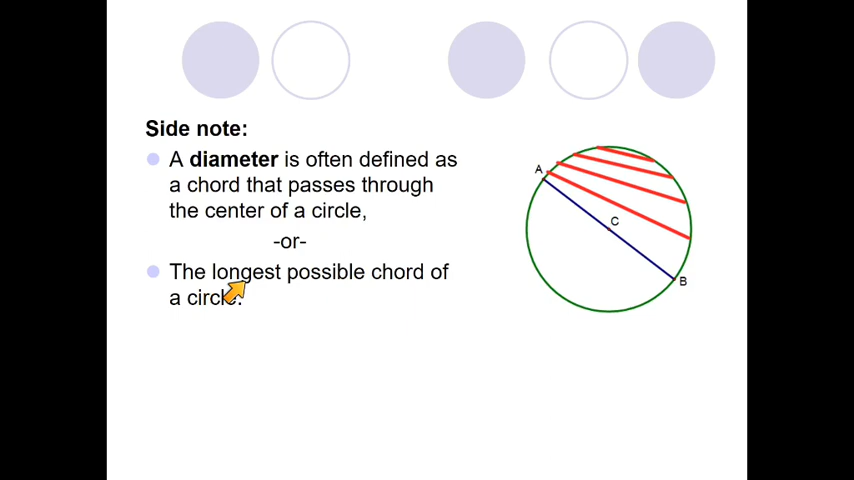 Side note:
A diameter is often defined as
a chord that passes through
the center of a circle,
-or-
The longest possible chord of
a circle.
A
C
B